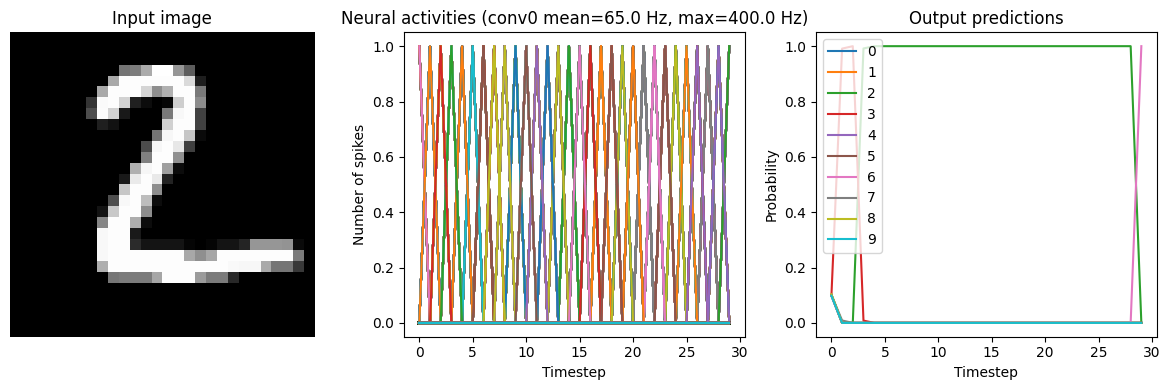 Input image
2
Neural activities (conv0 mean=65.0 Hz, max=400.0 Hz)
Number of spikes
1.0
0.8
0.6
0.4
0.2
0.0
0 5 10 15 20 25 30
Timestep
Output predictions
Probability
1.0
0.8
0.6
0.4
0.2
0.0
0
1
2
3
4
5
6
7
8
9
0 5 10 15 20 25 30
Timestep